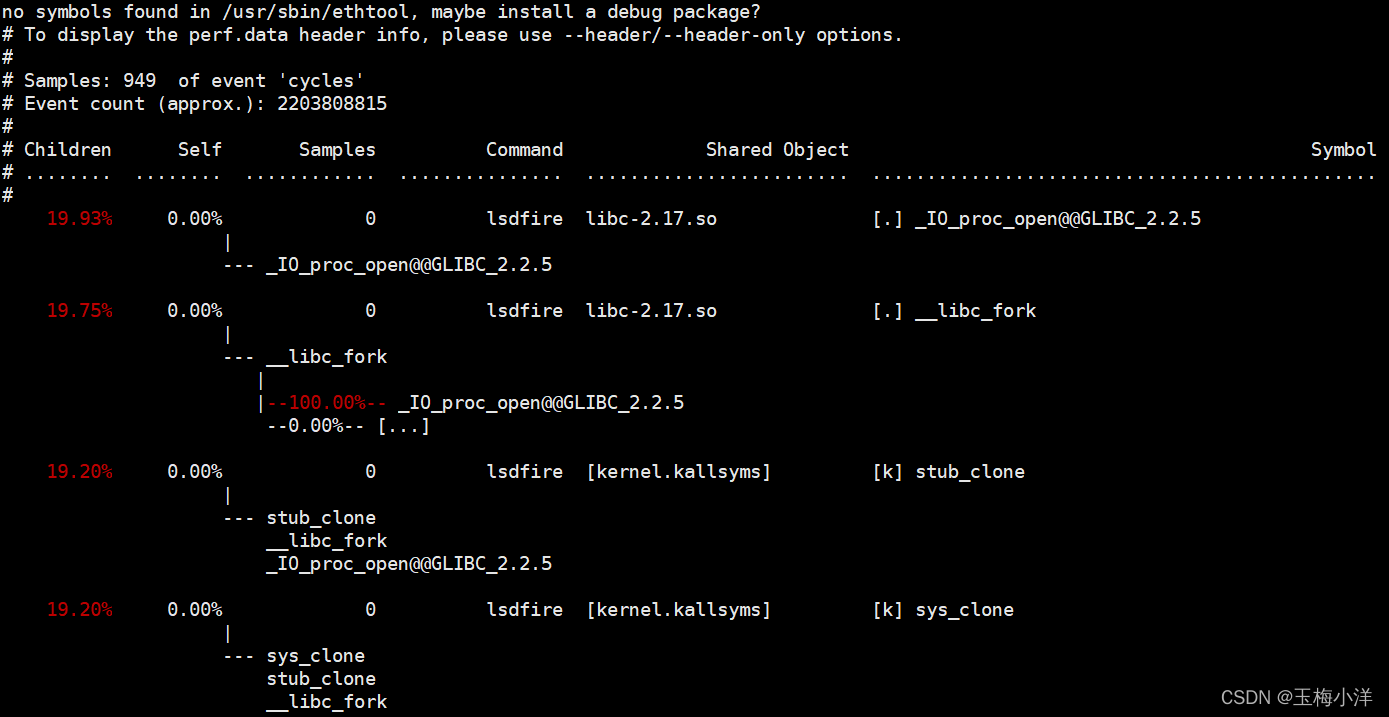 no symbols found in /usr/sbin/ethtool, maybe install a debug package?
# To display the perf.data header info, please use --header/--header-only options.
#
# Samples: 949  of event 'cycles'
# Event count (approx.): 2203808815
#
# Children      Self       Samples          Command             Shared Object                                          Symbol
# ........  ........  ............  ...............  ........................  ..............................................
#
    19.93%     0.00%             0          lsdfire  libc-2.17.so              [.] _IO_proc_open@@GLIBC_2.2.5
                    |
                    --- _IO_proc_open@@GLIBC_2.2.5
    19.75%     0.00%             0          lsdfire  libc-2.17.so              [.] __libc_fork
                    |
                    --- __libc_fork
                       |
                       |--100.00%-- _IO_proc_open@@GLIBC_2.2.5
                        --0.00%-- [...]
    19.20%     0.00%             0          lsdfire  [kernel.kallsyms]         [k] stub_clone
                    |
                    --- stub_clone
                        __libc_fork
                        _IO_proc_open@@GLIBC_2.2.5
    19.20%     0.00%             0          lsdfire  [kernel.kallsyms]         [k] sys_clone
                    |
                    --- sys_clone
                        stub_clone
                        __libc_fork
CSDN @玉梅小洋